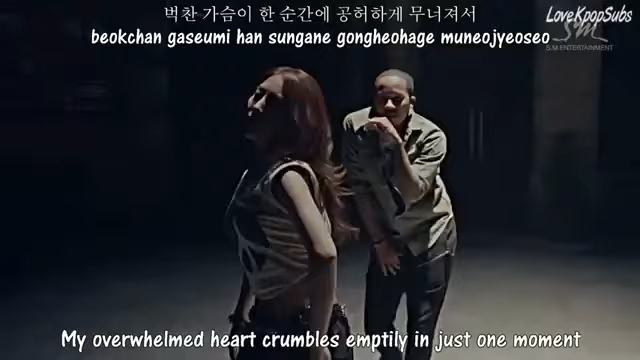 벅찬 가슴이 한 순간에 공허하게 무너져서
LoveKpopSubs
beokchan gaseumi han sungane gongheohage muneojyeoseo
SM
S.M.ENTERTAINMENT
My overwhelmed heart crumbles emptily in just one moment